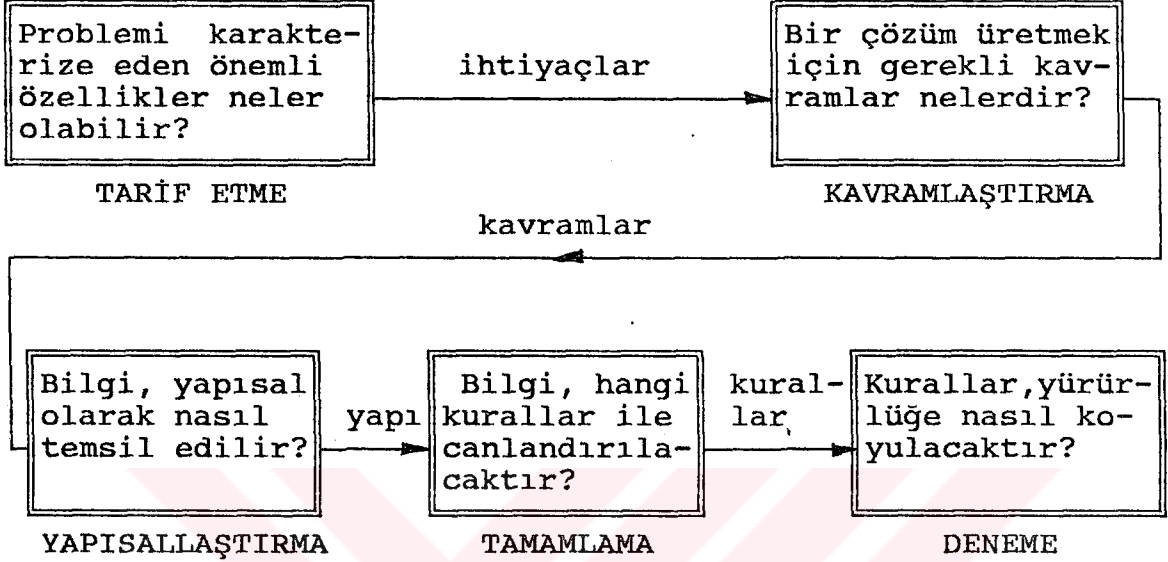 Problemi karakte-
rize eden önemli
özellikler neler
olabilir?
TARİF ETME
ihtiyaçlar
Bir çözüm üretmek
için gerekli kav-
ramlar nelerdir?
KAVRAMLAŞTIRMA
kavramlar
Bilgi, yapısal
olarak nasıl
temsil edilir?
YAPISALLAŞTIRMA
yapı
Bilgi, hangi
kurallar ile
canlandırıla-
caktır?
TAMAMLAMA
kural-
lar
Kurallar,yürür-
lüğe nasıl ko-
yulacaktır?
DENEME